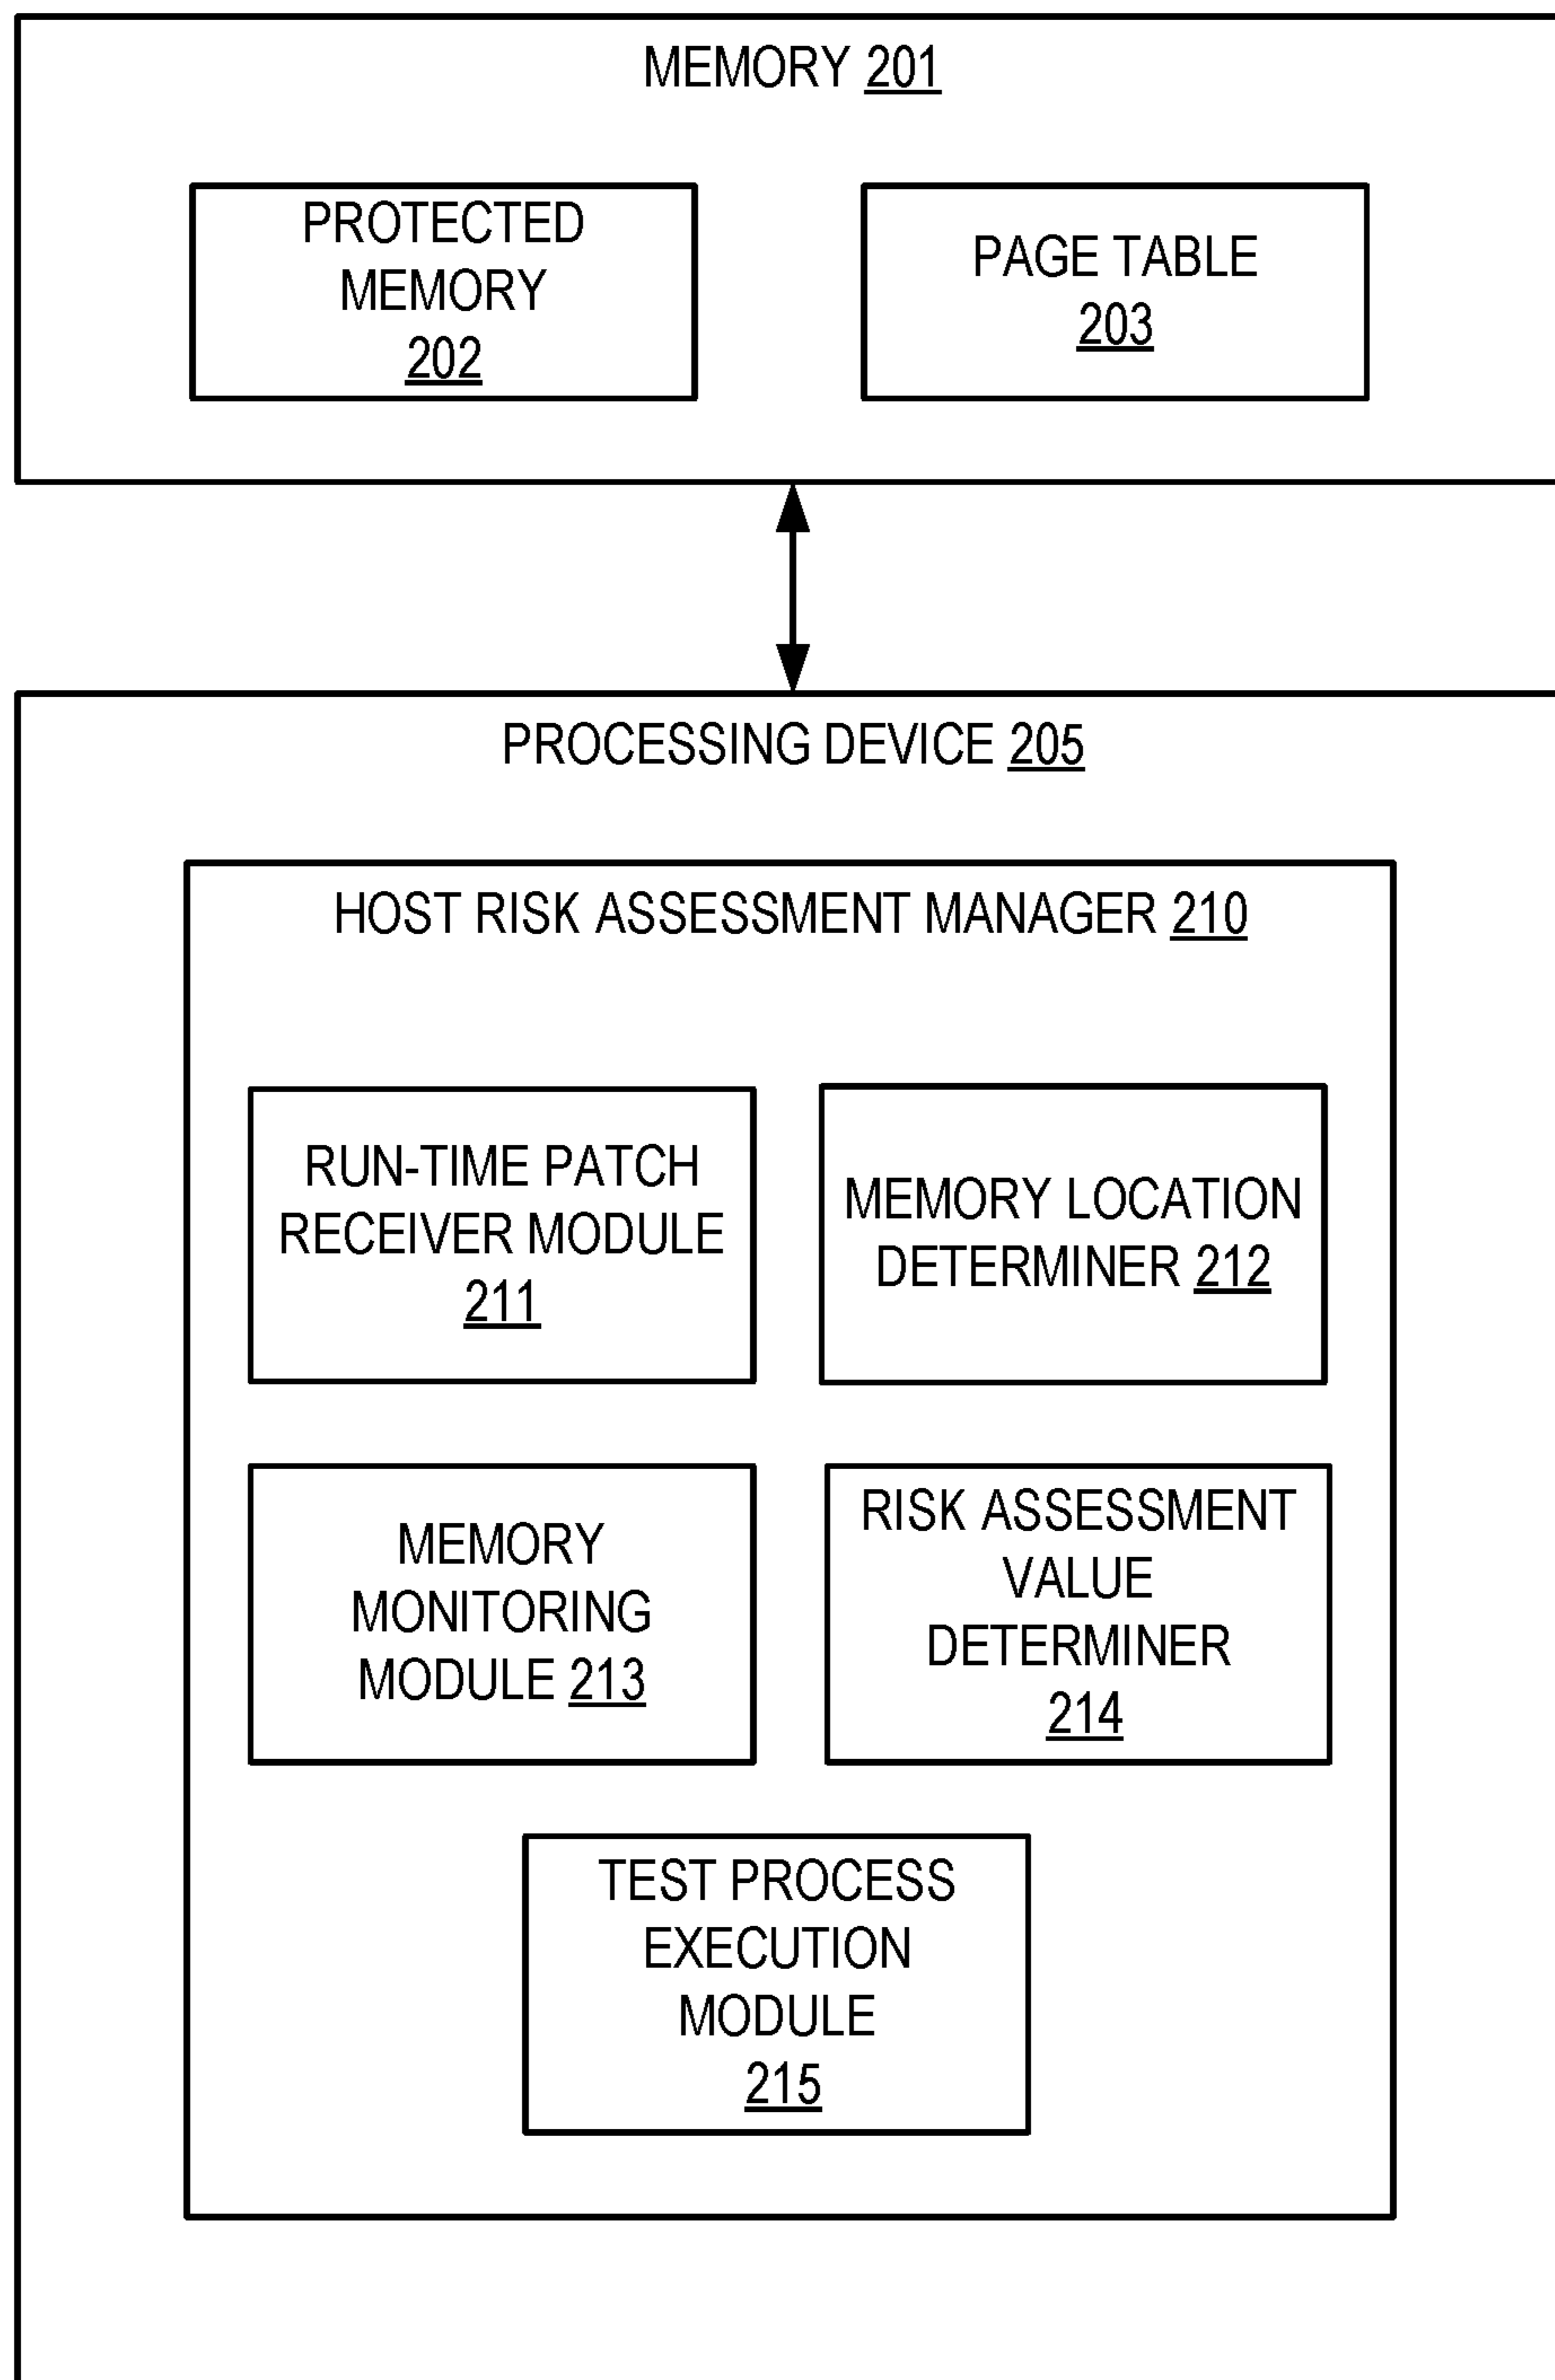 MEMORY 201
PROTECTED
MEMORY
202
PAGE TABLE
203
PROCESSING DEVICE 205
HOST RISK ASSESSMENT MANAGER 210
RUN-TIME PATCH
RECEIVER MODULE
211
MEMORY LOCATION
DETERMINER 212
MEMORY
MONITORING
MODULE 213
RISK ASSESSMENT
VALUE
DETERMINER
214
TEST PROCESS
EXECUTION
MODULE
215